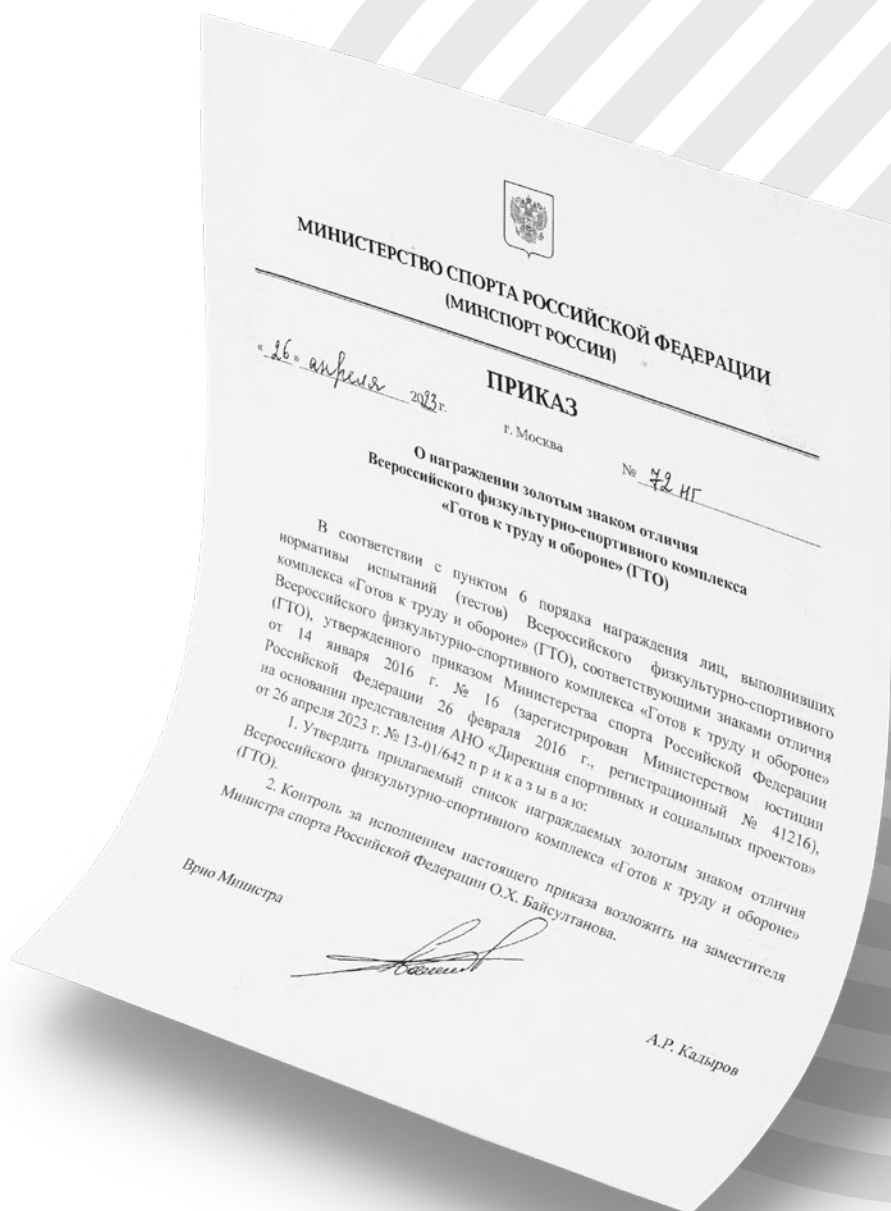 МИНИСТЕРСТВО СПОРТА РОССИЙСКОЙ ФЕДЕРАЦИИ
(МИНСПОРТ РОССИИ)
ПРИКАЗ
«26» апреля 2023 г.
г. Москва
№ 72 нг
О награждении золотым знаком отличия
Всероссийского физкультурно-спортивного комплекса
«Готов к труду и обороне» (ГТО)
В соответствии с пунктом 6 порядка награждения лиц, выполнивших
нормативы испытаний (тестов) Всероссийского физкультурно-спортивного
комплекса «Готов к труду и обороне» (ГТО), соответствующими знаками отличия
Всероссийского физкультурно-спортивного комплекса «Готов к труду и обороне»
(ГТО), утвержденного приказом Министерства спорта Российской Федерации
от 14 января 2016 г. № 16 (зарегистрирован Министерством юстиции
Российской Федерации 26 февраля 2016 г., регистрационный № 41216),
на основании представления АНО «Дирекция спортивных и социальных проектов»
от 26 апреля 2023 г. № 13-01/642 п р и к а з ы в а ю:
1. Утвердить прилагаемый список награждаемых золотым знаком отличия
Всероссийского физкультурно-спортивного комплекса «Готов к труду и обороне»
(ГТО).
2. Контроль за исполнением настоящего приказа возложить на заместителя
Министра спорта Российской Федерации О.Х. Байсултанова.
Врио Министра
А.Р. Кадыров